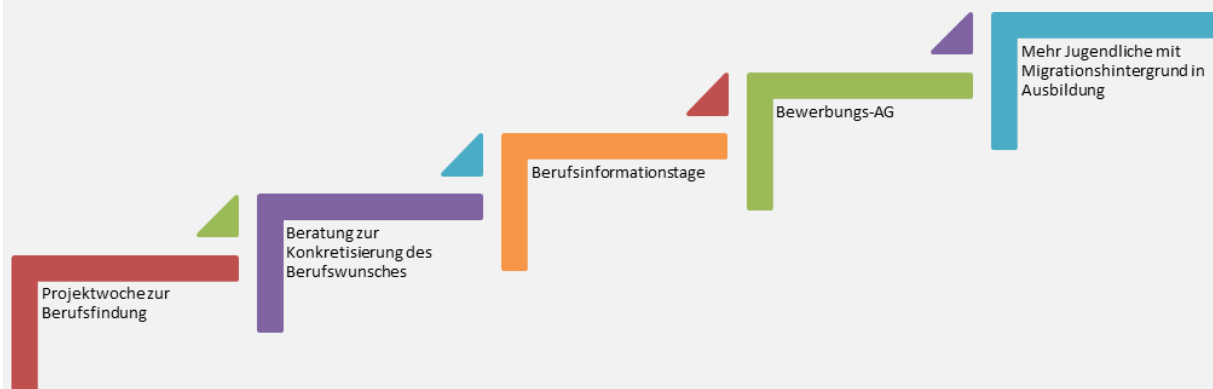 Projektwoche zur
Berufsfindung
Beratung zur
Konkretisierung des
Berufswunsches
Berufsinformationstage
Bewerbungs-AG
Mehr Jugendliche mit
Migrationshintergrund in
Ausbildung